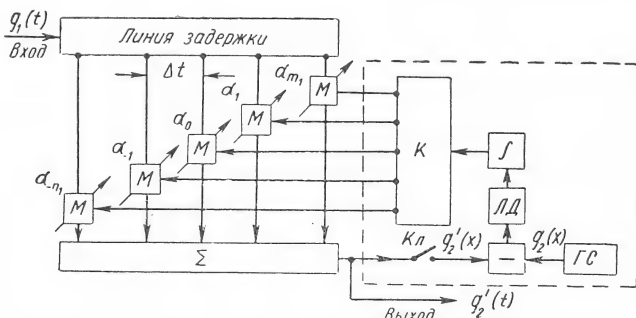 q₁(t)
Вход
Линия задержки
Δt
α₋ₙ₁
α₋₁
α₀
α₁
αm₁
М
М
М
М
М
К
∫
ЛД
Σ
Кл
q₂'(x)
—
q₂(x)
ГС
q₂'(t)
Выход